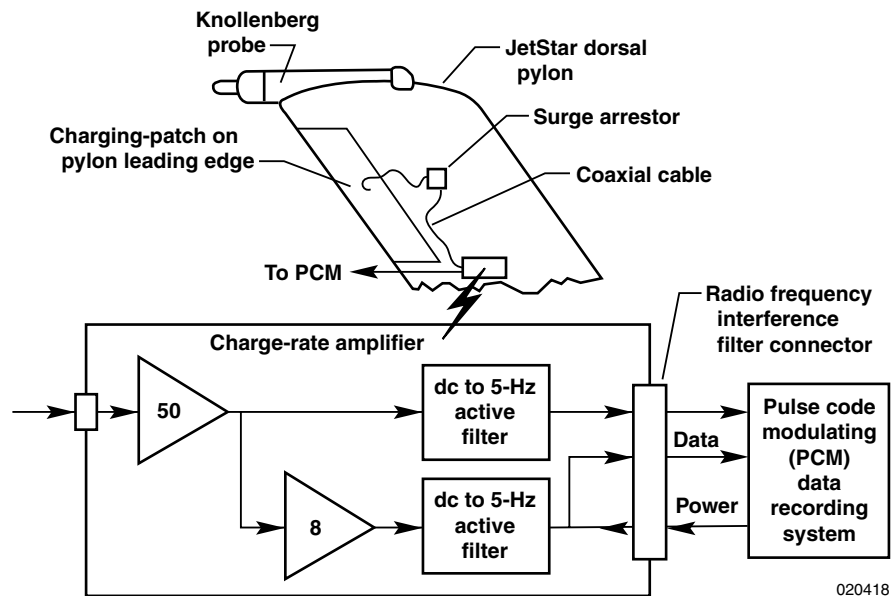 Knollenberg
probe
JetStar dorsal
pylon
Surge arrestor
Charging-patch on
pylon leading edge
Coaxial cable
To PCM
Radio frequency
interference
filter connector
Charge-rate amplifier
50
dc to 5-Hz
active
filter
8
dc to 5-Hz
active
filter
Data
Power
Pulse code
modulating
(PCM)
data
recording
system
020418